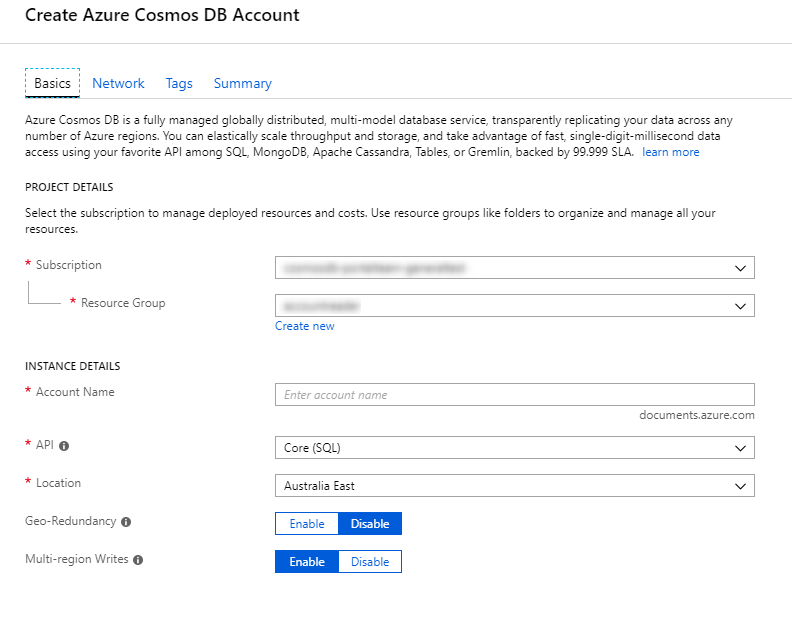 Create Azure Cosmos DB Account
Basics Network Tags Summary
Azure Cosmos DB is a fully managed globally distributed, multi-model database service, transparently replicating your data across any
number of Azure regions. You can elastically scale throughput and storage, and take advantage of fast, single-digit-millisecond data
access using your favorite API among SQL, MongoDB, Apache Cassandra, Tables, or Gremlin, backed by 99.999 SLA. learn more
PROJECT DETAILS
Select the subscription to manage deployed resources and costs. Use resource groups like folders to organize and manage all your
resources.
* Subscription
* Resource Group
Create new
INSTANCE DETAILS
* Account Name Enter account name
documents.azure.com
* API Core (SQL)
* Location Australia East
Geo-Redundancy Enable Disable
Multi-region Writes Enable Disable